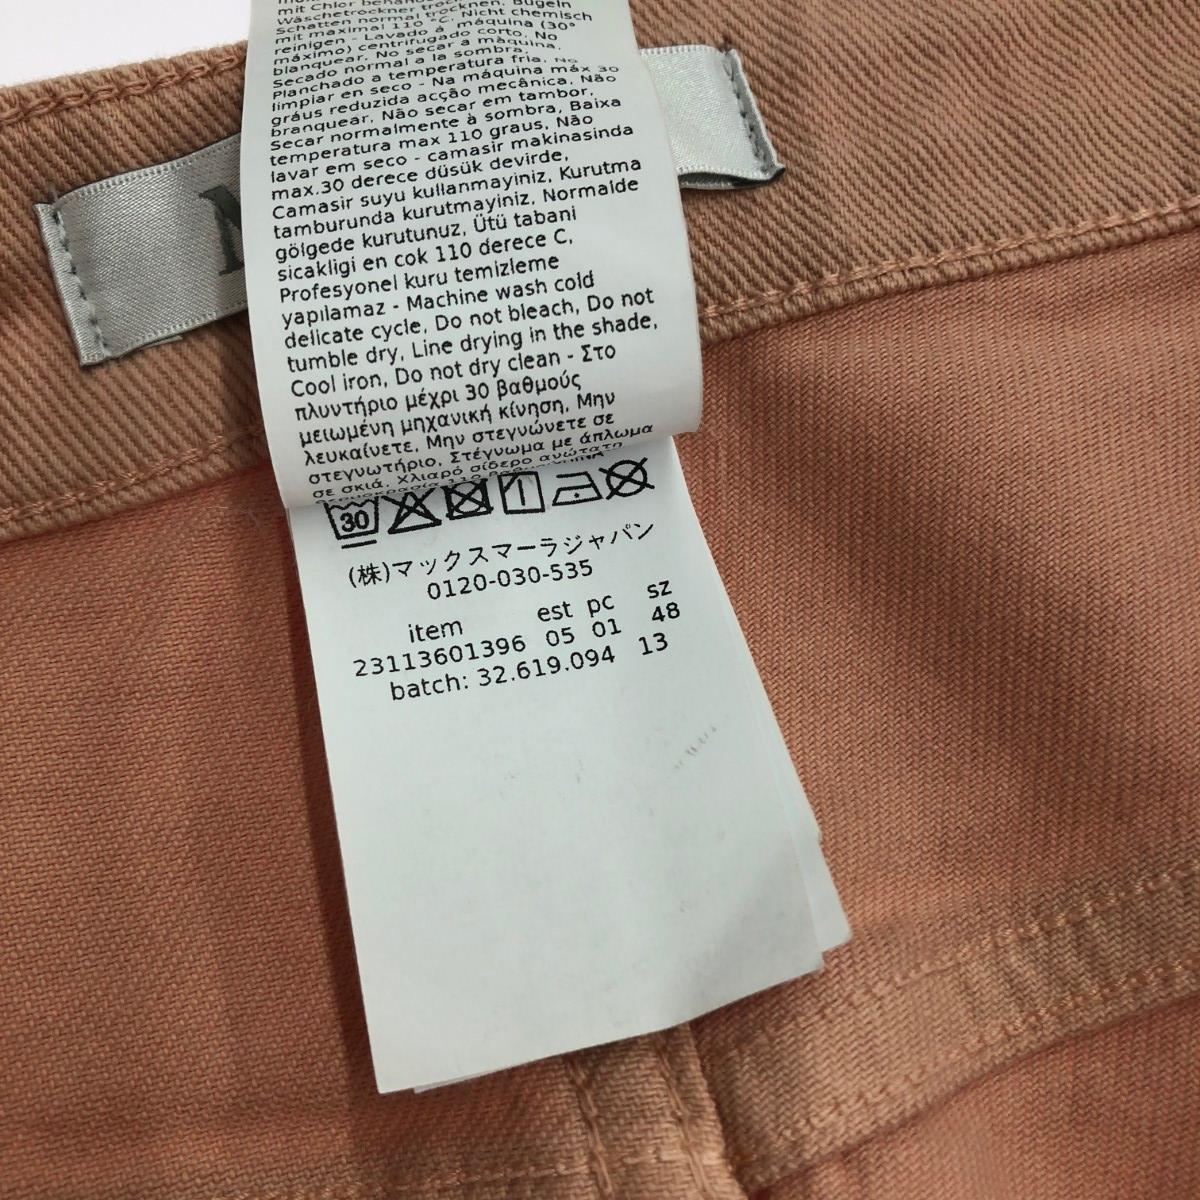 mit Chlor
Wäschetrockner trocknen. Bügeln
Schatten normal trocknen.
mit maximal 110 °C. Nicht chemisch
reinigen - Lavado a máquina (30°
máximo) centrifugado corto. No
blanquear. No secar a máquina.
Secado normal a la sombra.
Planchado a temperatura fria. No
limpiar en seco - Na máquina máx 30
gráus reduzida acção mecânica, Não
branquear, Não secar em tambor,
Secar normalmente à sombra, Baixa
temperatura max 110 graus, Não
lavar em seco - camasir makinasinda
max.30 derece düsük devirde,
Camasir suyu kullanmayiniz, Kurutma
tamburunda kurutmayiniz, Normalde
gölgede kurutunuz, Ütü tabani
sicakligi en cok 110 derece C,
Profesyonel kuru temizleme
yapılamaz - Machine wash cold
delicate cycle, Do not bleach, Do not
tumble dry, Line drying in the shade,
Cool iron, Do not dry clean - Στο
πλυντήριο μέχρι 30 βαθμούς
μειωμένη μηχανική κίνηση, Μην
λευκαίνετε, Μην στεγνώνετε σε
στεγνωτήριο, Στέγνωμα με άπλωμα
σε σκιά, Χλιαρό σίδερο ανώτατη
30
(株)マックスマーラジャパン
0120-030-535
item est pc sz
23113601396 05 01 48
batch: 32.619.094 13